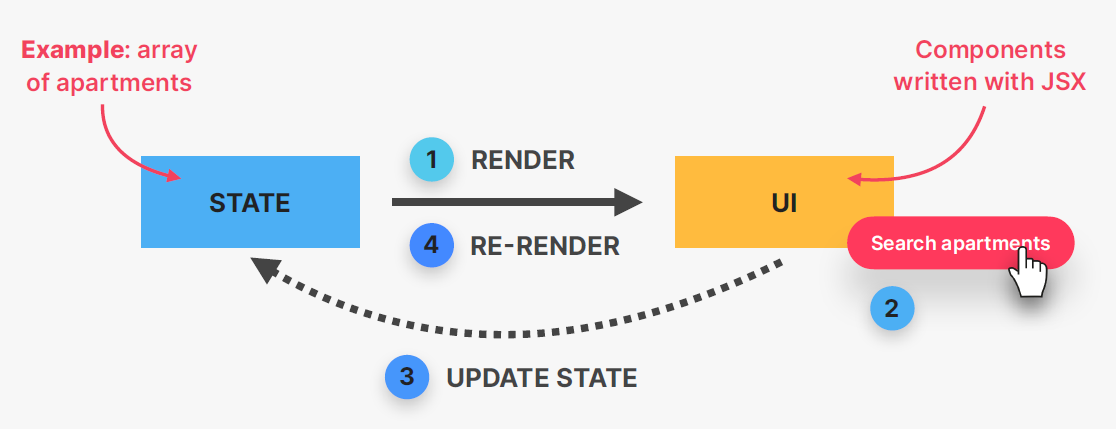 Example: array
of apartments
Components
written with JSX
1 RENDER
STATE
UI
4 RE-RENDER
Search apartments
2
3 UPDATE STATE